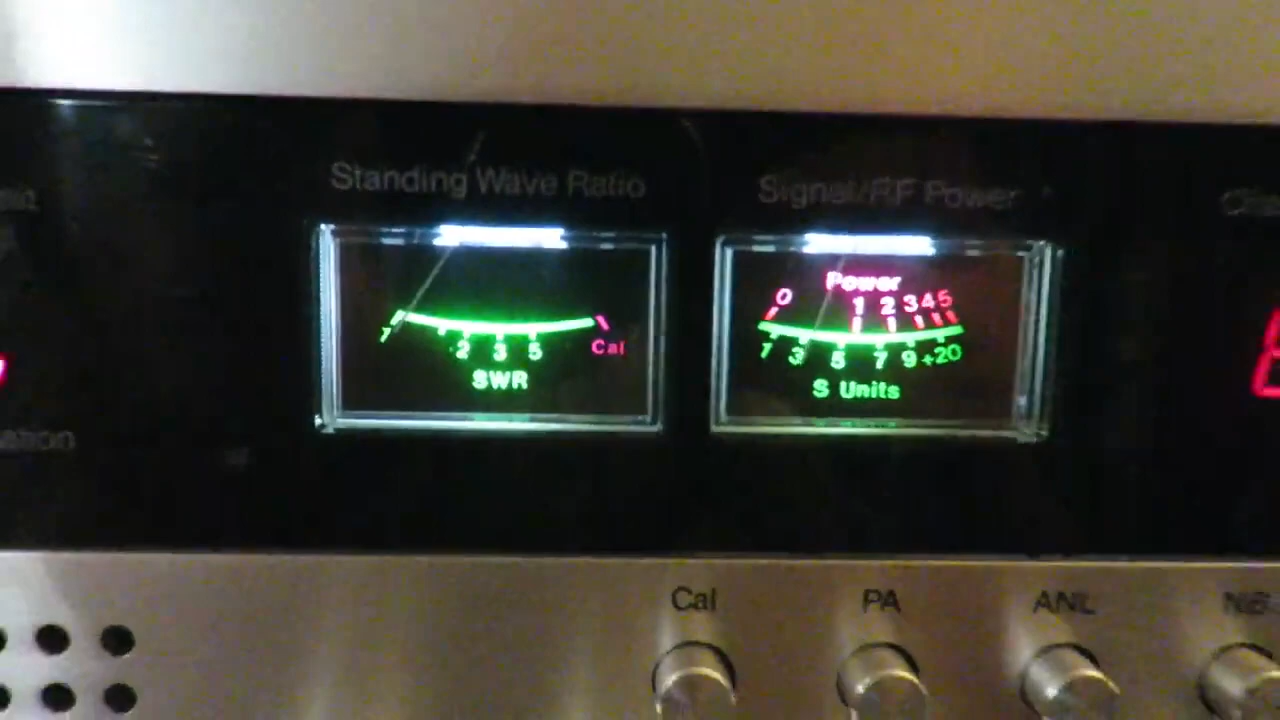 Standing Wave Ratio
Signal/RF Power
1 2 3 5 Cal
SWR
Power
0 1 2 3 4 5
1 3 5 7 9 +20
S Units
Cal PA ANL NB